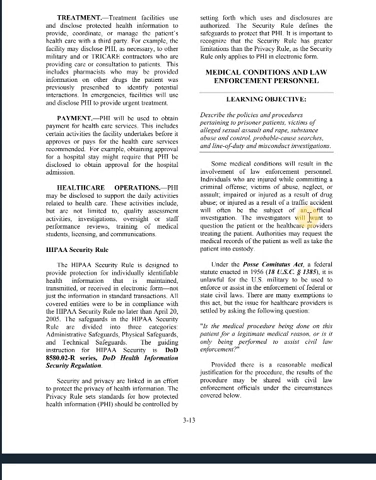 TREATMENT.—Treatment facilities use
and disclose protected health information to
provide, coordinate, or manage the patient's
health care with a third party. For example, the
facility may disclose PHI, as necessary, to other
military and or TRICARE contractors who are
providing care or consultation to patients. This
includes pharmacists who may be provided
information on other drugs the patient was
previously prescribed to identify potential
interactions. In emergencies, facilities will use
and disclose PHI to provide urgent treatment.
PAYMENT.—PHI will be used to obtain
payment for health care services. This includes
certain activities the facility undertakes before it
approves or pays for the health care services
recommended. For example, obtaining approval
for a hospital stay might require that PHI be
disclosed to obtain approval for the hospital
admission.
HEALTHCARE OPERATIONS.—PHI
may be disclosed to support the daily activities
related to health care. These activities include,
but are not limited to, quality assessment
activities, investigations, oversight or staff
performance reviews, training of medical
students, licensing, and communications.
HIPAA Security Rule
The HIPAA Security Rule is designed to
provide protection for individually identifiable
health information that is maintained,
transmitted, or received in electronic form—not
just the information in standard transactions. All
covered entities were to be in compliance with
the HIPAA Security Rule no later than April 20,
2005. The safeguards in the HIPAA Security
Rule are divided into three categories:
Administrative Safeguards, Physical Safeguards,
and Technical Safeguards. The guiding
instruction for HIPAA Security is DoD
8580.02-R series, DoD Health Information
Security Regulation.
Security and privacy are linked in an effort
to protect the privacy of health information. The
Privacy Rule sets standards for how protected
health information (PHI) should be controlled by
setting forth which uses and disclosures are
authorized. The Security Rule defines the
safeguards to protect that PHI. It is important to
recognize that the Security Rule has greater
limitations than the Privacy Rule, as the Security
Rule only applies to PHI in electronic form.
MEDICAL CONDITIONS AND LAW
ENFORCEMENT PERSONNEL
LEARNING OBJECTIVE:
Describe the policies and procedures
pertaining to prisoner patients, victims of
alleged sexual assault and rape, substance
abuse and control, probable-cause searches,
and line-of-duty and misconduct investigations.
Some medical conditions will result in the
involvement of law enforcement personnel.
Individuals who are injured while committing a
criminal offense; victims of abuse, neglect, or
assault; impaired or injured as a result of drug
abuse; or injured as a result of a traffic accident
will often be the subject of an official
investigation. The investigators will want to
question the patient or the healthcare providers
treating the patient. Authorities may request the
medical records of the patient as well as take the
patient into custody.
Under the Posse Comitatus Act, a federal
statute enacted in 1956 (18 U.S.C. § 1385), it is
unlawful for the U.S. military to be used to
enforce or assist in the enforcement of federal or
state civil laws. There are many exemptions to
this act, but the issue for healthcare providers is
settled by asking the following question:
"Is the medical procedure being done on this
patient for a legitimate medical reason, or is it
only being performed to assist civil law
enforcement?"
Provided there is a reasonable medical
justification for the procedure, the results of the
procedure may be shared with civil law
enforcement officials under the circumstances
covered below.
3-13